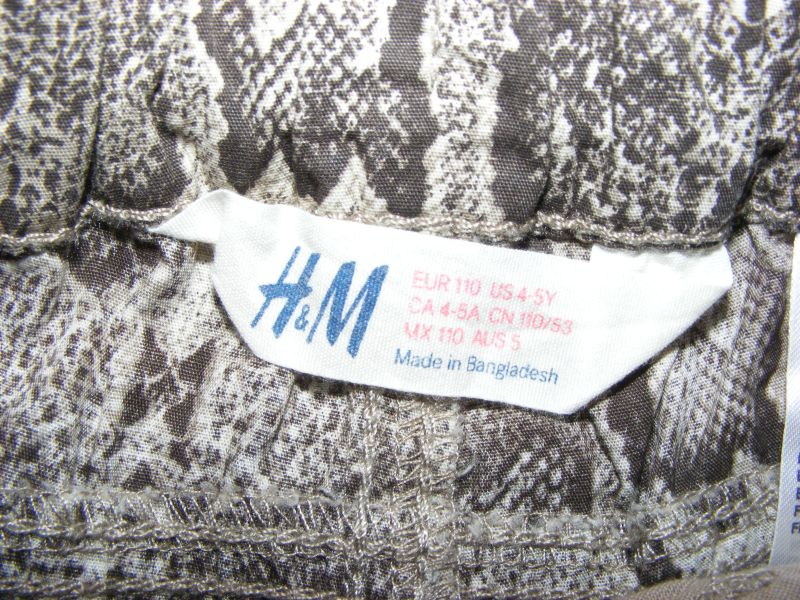 H&M
EUR 110 US 4-5Y
CA 4-5A CN 110/53
MX 110 AUS 5
Made in Bangladesh